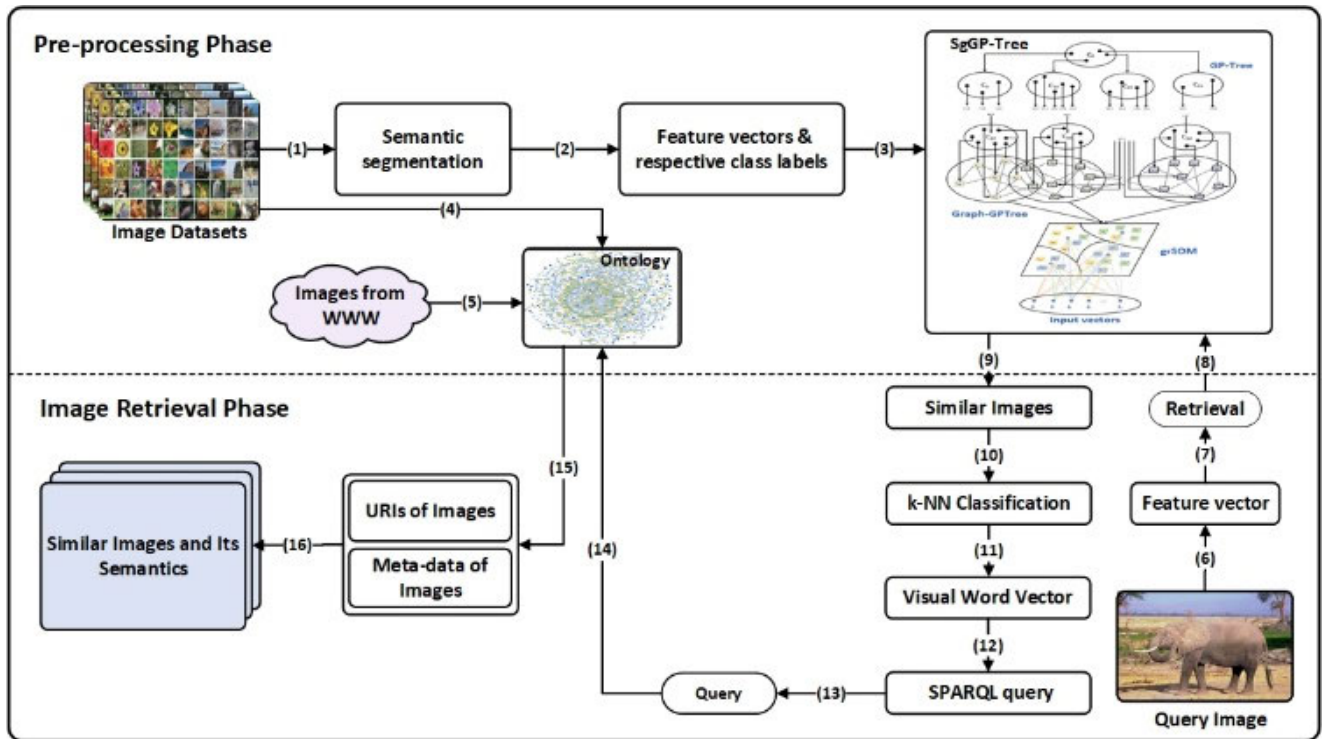 Pre-processing Phase
SgGP-Tree
GP-Tree
Semantic
segmentation
Feature vectors &
respective class labels
(1)
(2)
(3)
Image Datasets
(4)
Graph-GPTree
Ontology
grSOM
Images from
WWW
(5)
Input vectors
(9)
(8)
Image Retrieval Phase
Similar Images
Retrieval
(10)
(7)
(15)
URIs of Images
k-NN Classification
Feature vector
Similar Images and Its
Semantics
(16)
(14)
(11)
(6)
Meta-data of
Images
Visual Word Vector
(12)
Query
(13)
SPARQL query
Query Image